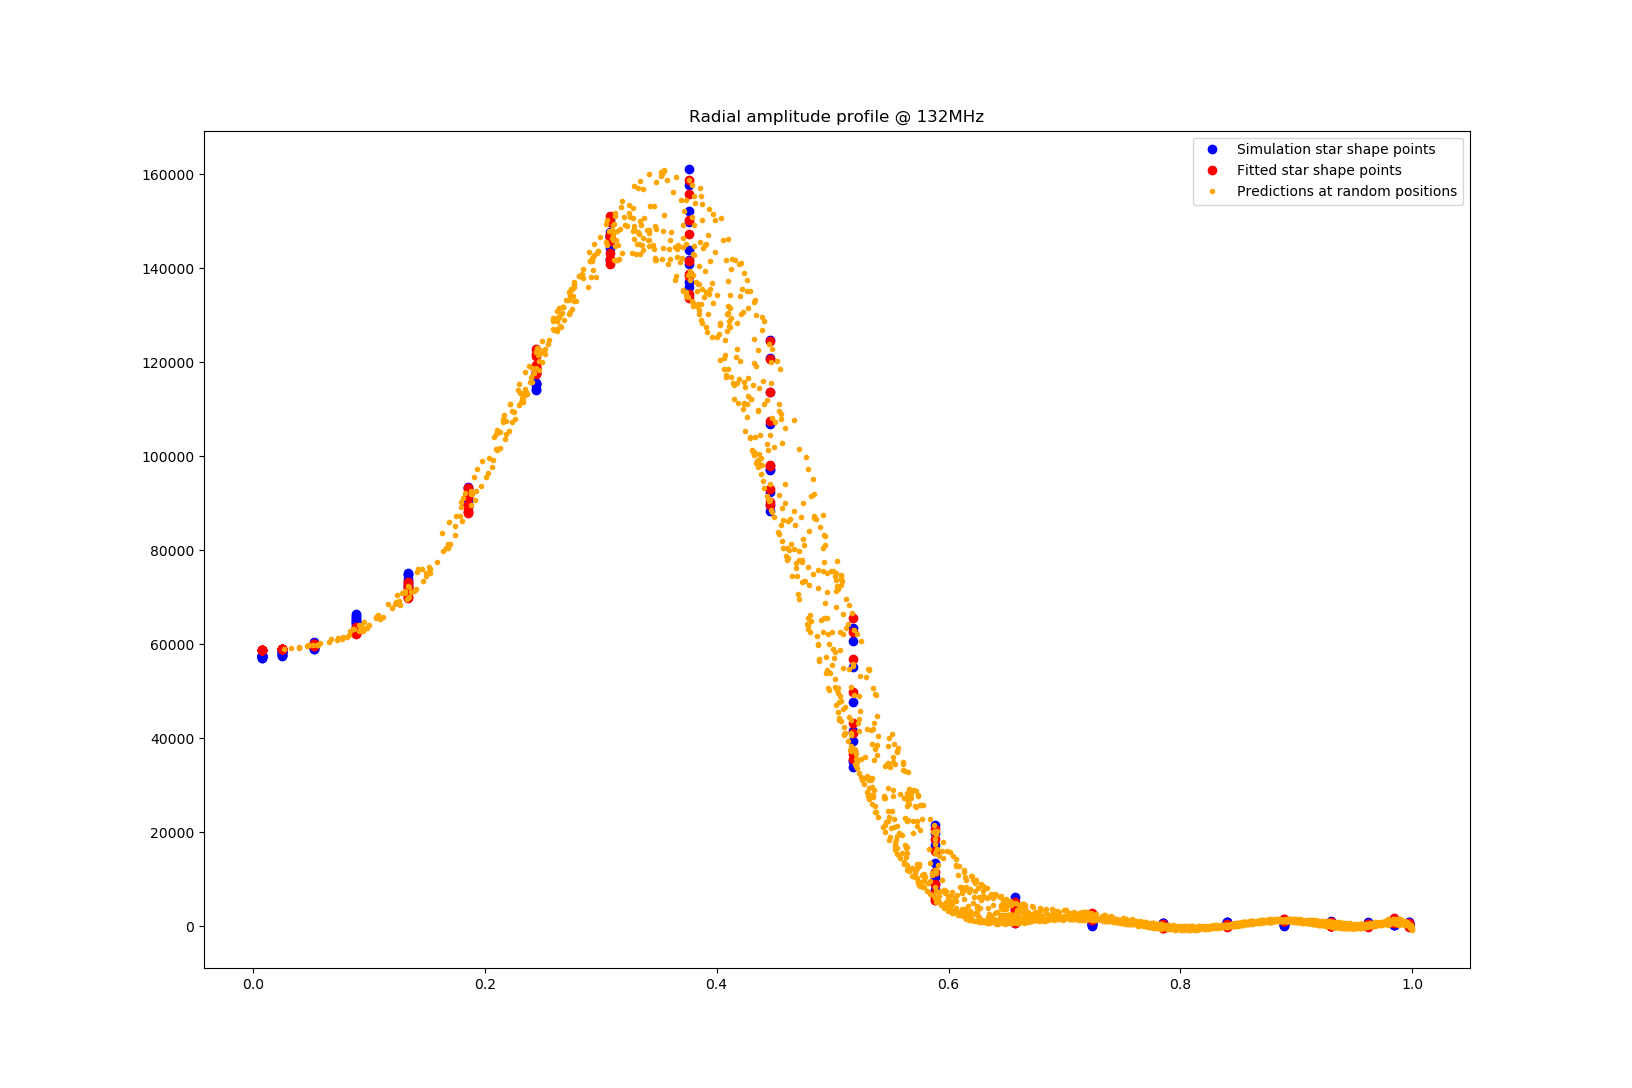 Radial amplitude profile @ 132MHz
Simulation star shape points
Fitted star shape points
Predictions at random positions
160000
140000
120000
100000
80000
60000
40000
20000
0
0.0 0.2 0.4 0.6 0.8 1.0